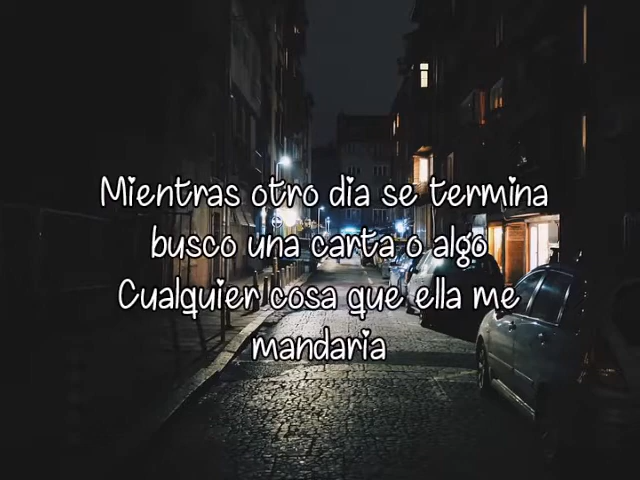 Mientras otro dia se termina
busco una carta o algo
Cualquier cosa que ella me
mandaria